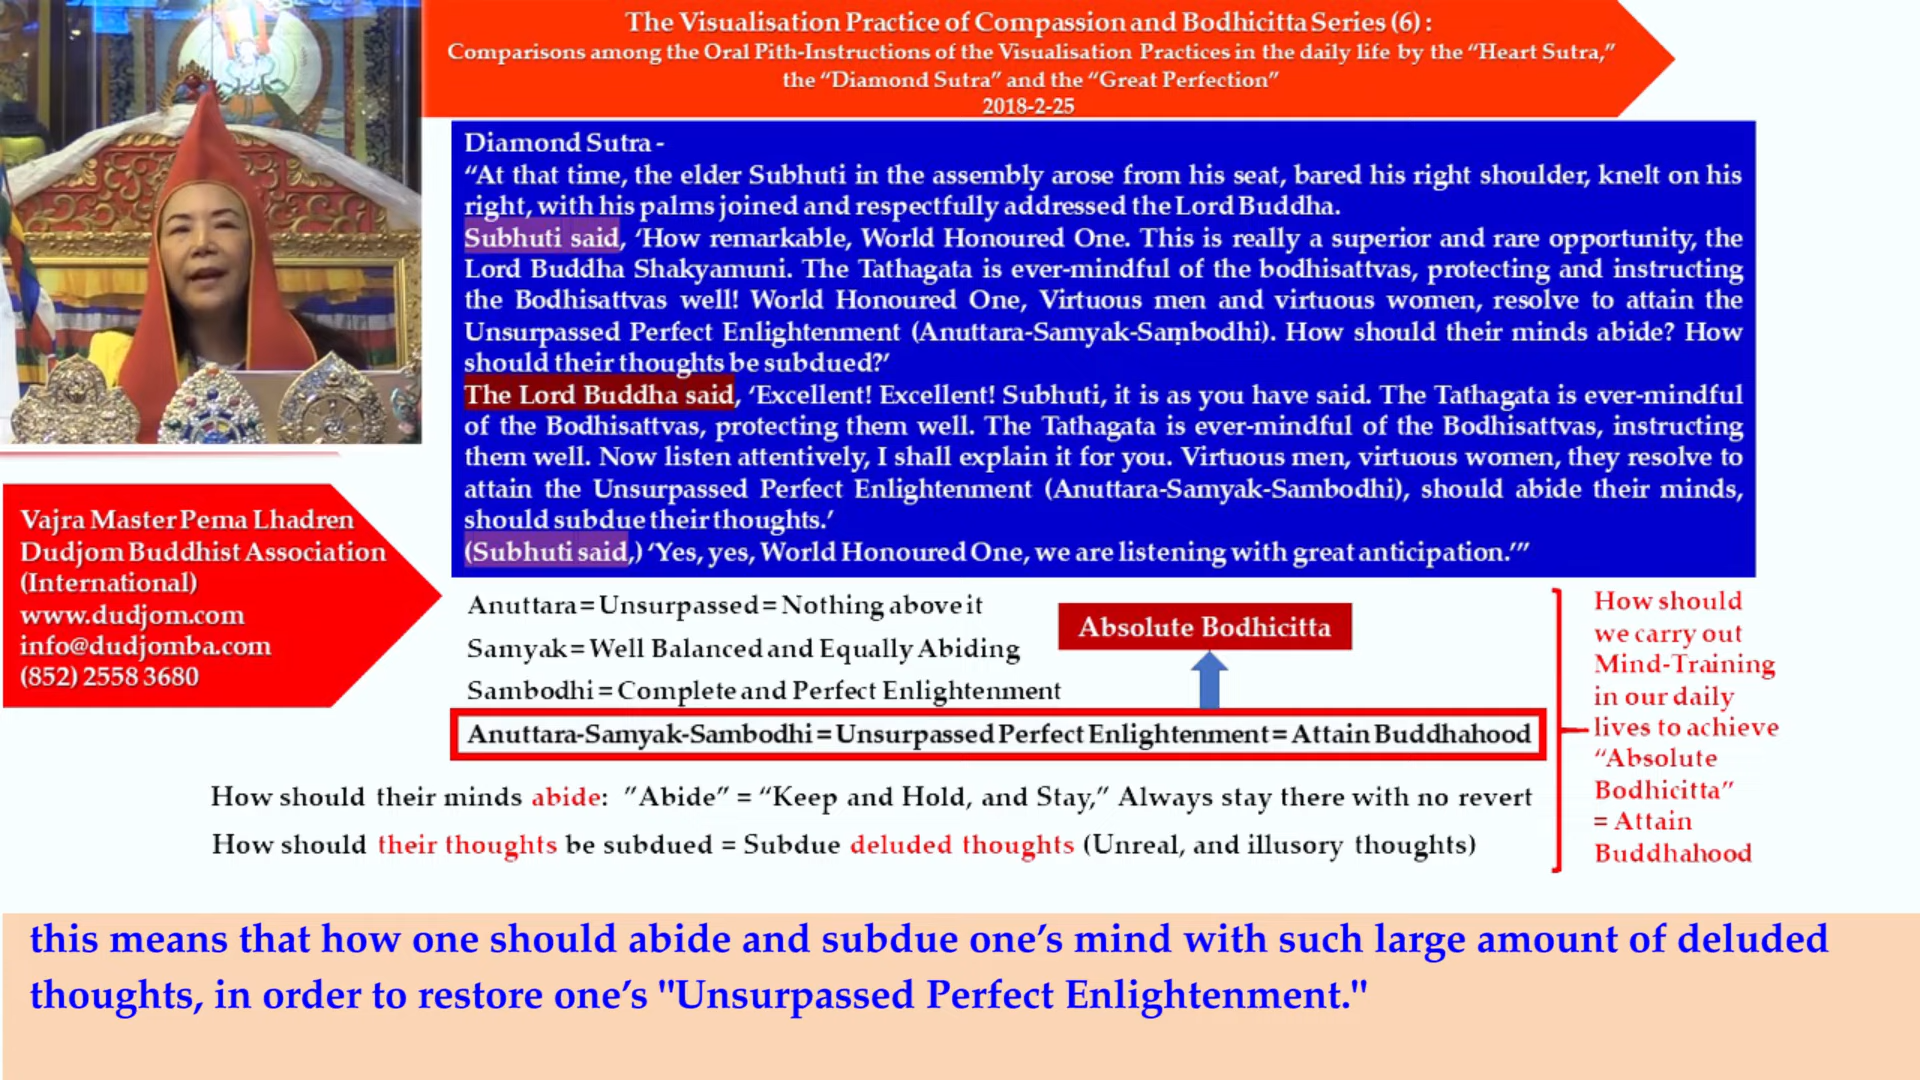 The Visualisation Practice of Compassion and Bodhicitta Series (6) :
Comparisons among the Oral Pith-Instructions of the Visualisation Practices in the daily life by the “Heart Sutra,”
the “Diamond Sutra” and the “Great Perfection”
2018-2-25
Diamond Sutra -
“At that time, the elder Subhuti in the assembly arose from his seat, bared his right shoulder, knelt on his
right, with his palms joined and respectfully addressed the Lord Buddha.
Subhuti said, ‘How remarkable, World Honoured One. This is really a superior and rare opportunity, the
Lord Buddha Shakyamuni. The Tathagata is ever-mindful of the bodhisattvas, protecting and instructing
the Bodhisattvas well! World Honoured One, Virtuous men and virtuous women, resolve to attain the
Unsurpassed Perfect Enlightenment (Anuttara-Samyak-Saṃbodhi). How should their minds abide? How
should their thoughts be subdued?’
The Lord Buddha said, ‘Excellent! Excellent! Subhuti, it is as you have said. The Tathagata is ever-mindful
of the Bodhisattvas, protecting them well. The Tathagata is ever-mindful of the Bodhisattvas, instructing
them well. Now listen attentively, I shall explain it for you. Virtuous men, virtuous women, they resolve to
attain the Unsurpassed Perfect Enlightenment (Anuttara-Samyak-Sambodhi), should abide their minds,
should subdue their thoughts.’
(Subhuti said,) ‘Yes, yes, World Honoured One, we are listening with great anticipation.’”
Vajra Master Pema Lhadren
Dudjom Buddhist Association
(International)
www.dudjom.com
info@dudjomba.com
(852) 2558 3680
Anuttara = Unsurpassed = Nothing above it
Samyak = Well Balanced and Equally Abiding
Sambodhi = Complete and Perfect Enlightenment
Absolute Bodhicitta
Anuttara-Samyak-Sambodhi = Unsurpassed Perfect Enlightenment = Attain Buddhahood
How should their minds abide: ”Abide” = “Keep and Hold, and Stay,” Always stay there with no revert
How should their thoughts be subdued = Subdue deluded thoughts (Unreal, and illusory thoughts)
How should
we carry out
Mind-Training
in our daily
lives to achieve
“Absolute
Bodhicitta”
= Attain
Buddhahood
this means that how one should abide and subdue one’s mind with such large amount of deluded
thoughts, in order to restore one’s "Unsurpassed Perfect Enlightenment."